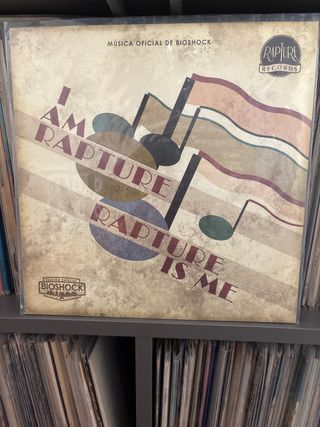 MÚSICA OFICIAL DE BIOSHOCK
RAPTURE
RECORDS
I
AM
RAPTURE
RAPTURE
IS ME
BIOSHOCK